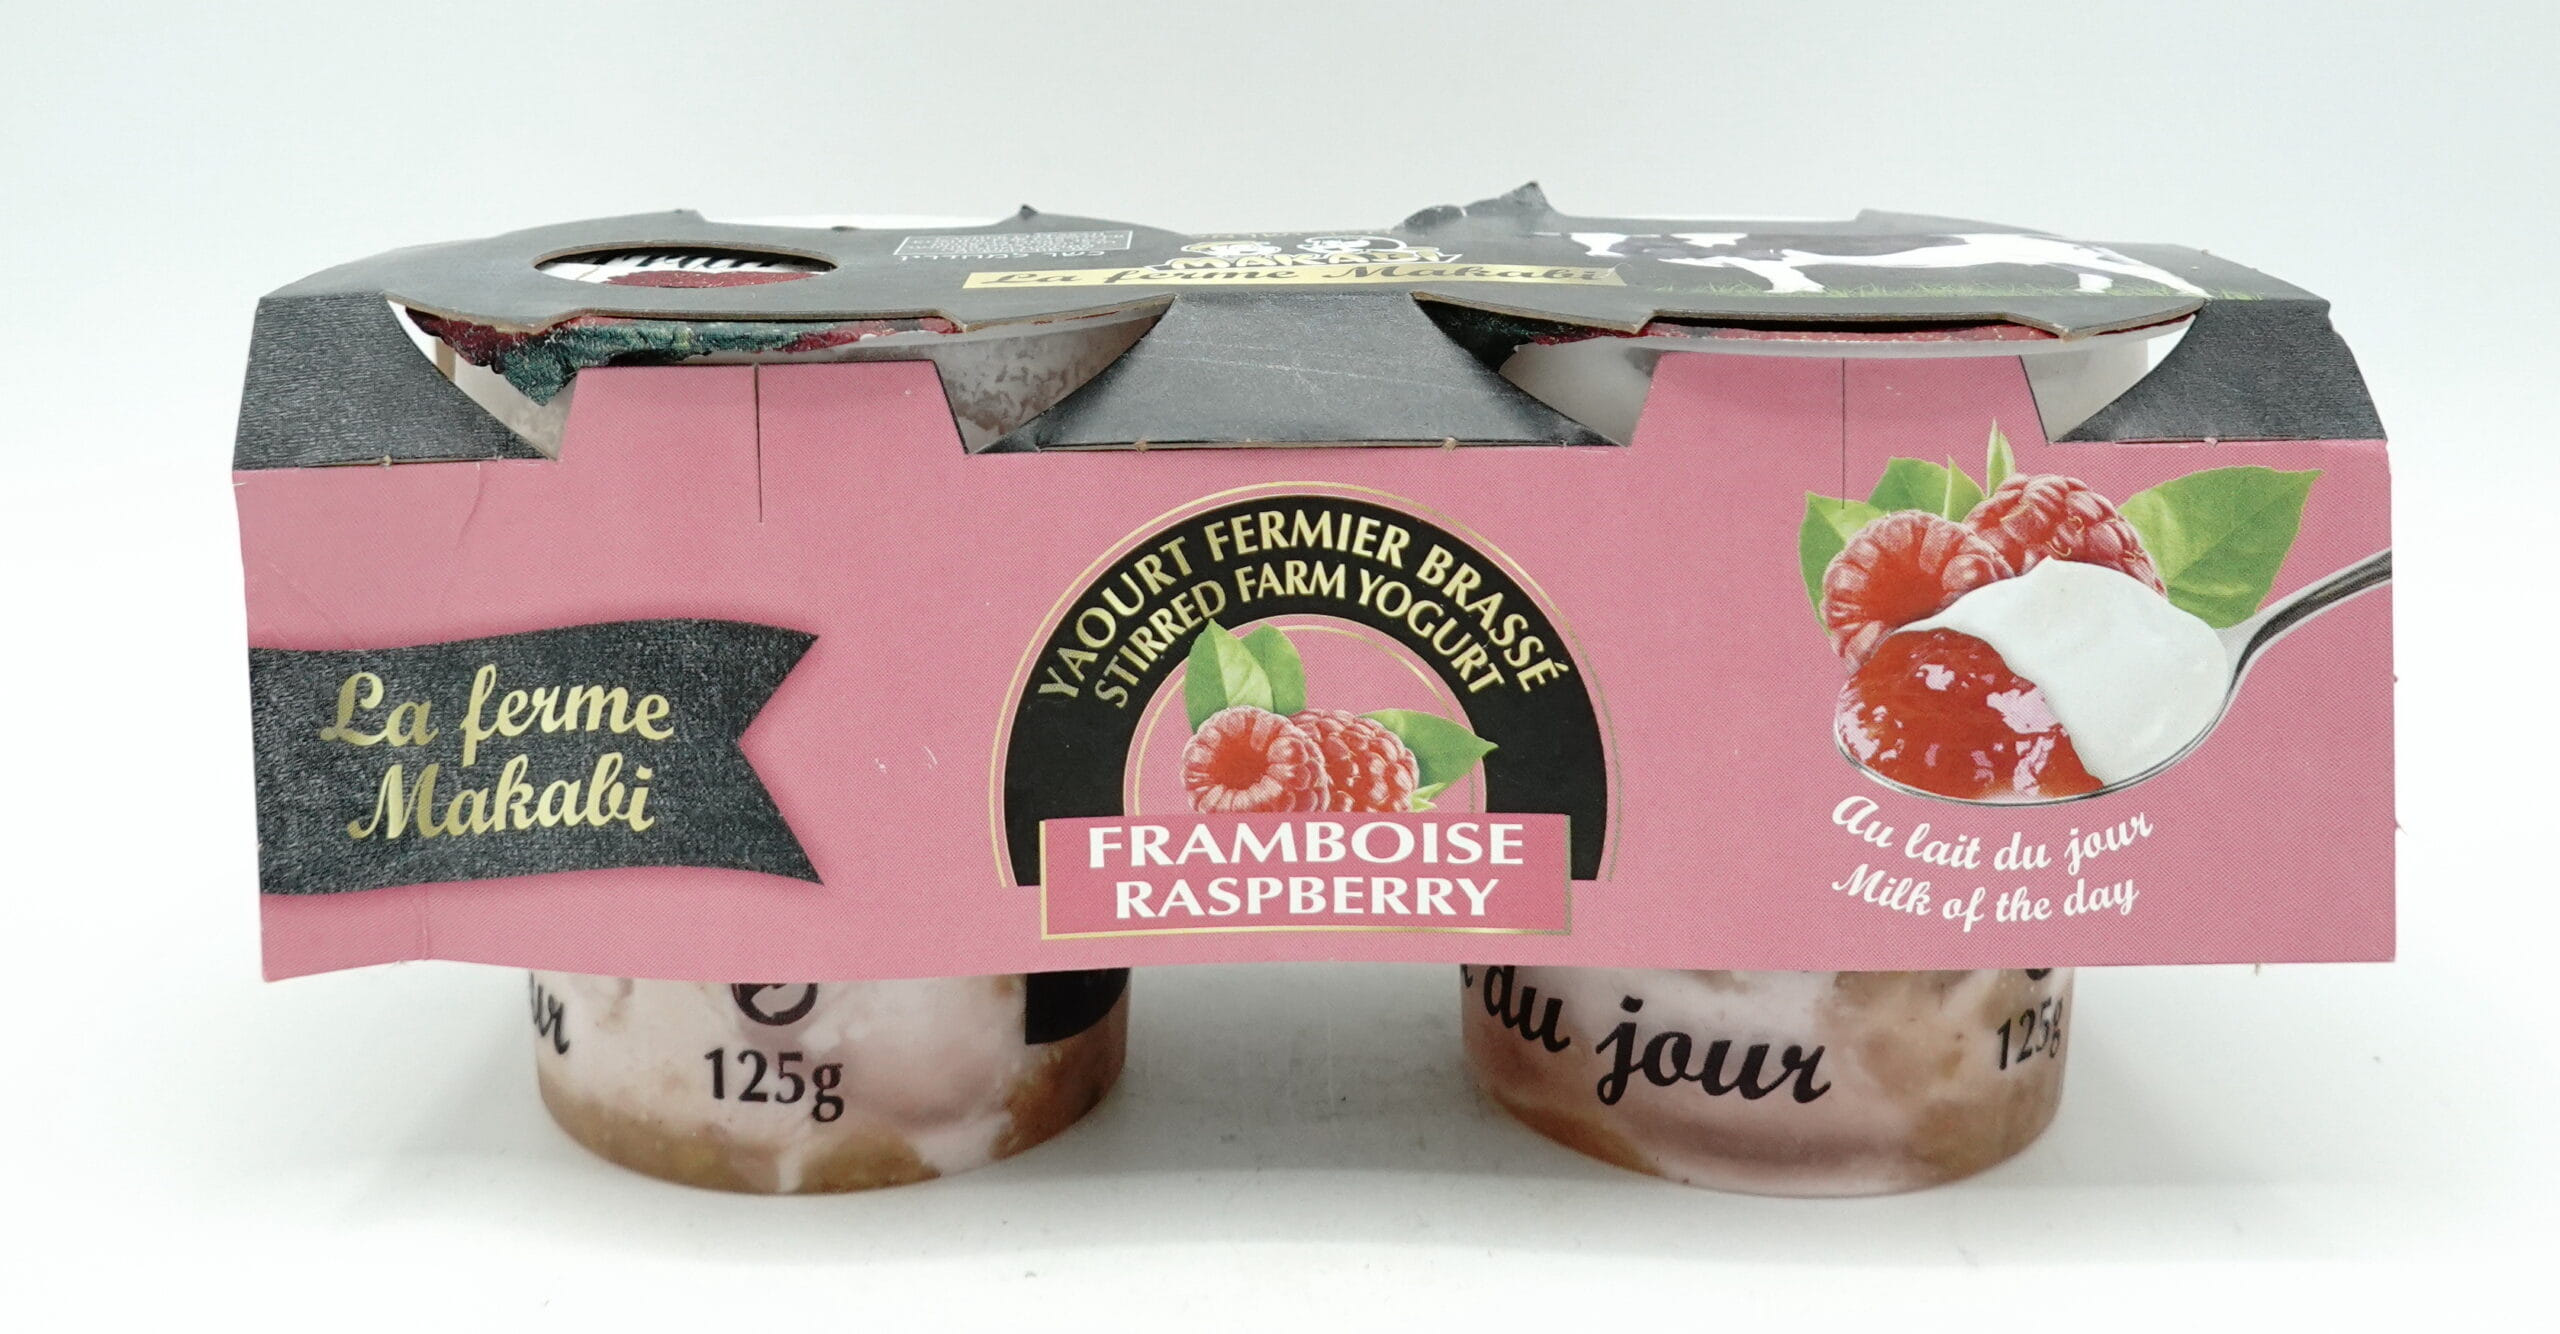 MAKABI
La ferme Makabi
YAOURT FERMIER BRASSÉ
STIRRED FARM YOGURT
La ferme
Makabi
FRAMBOISE
RASPBERRY
Au lait du jour
Milk of the day
125g
du jour
125g